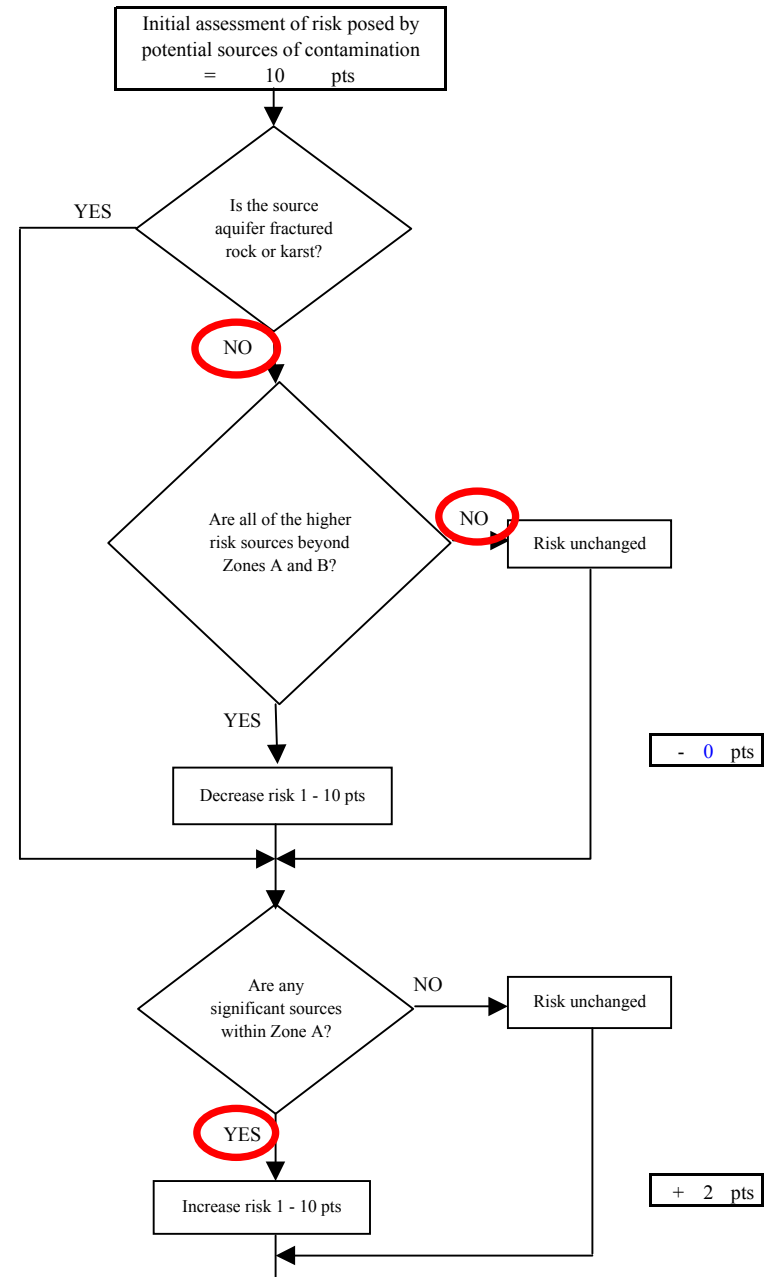 Initial assessment of risk posed by
potential sources of contamination
= 10 pts
YES
Is the source
aquifer fractured
rock or karst?
NO
Are all of the higher
risk sources beyond
Zones A and B?
NO
Risk unchanged
YES
- 0 pts
Decrease risk 1 - 10 pts
Are any
significant sources
within Zone A?
NO
Risk unchanged
YES
Increase risk 1 - 10 pts
+ 2 pts